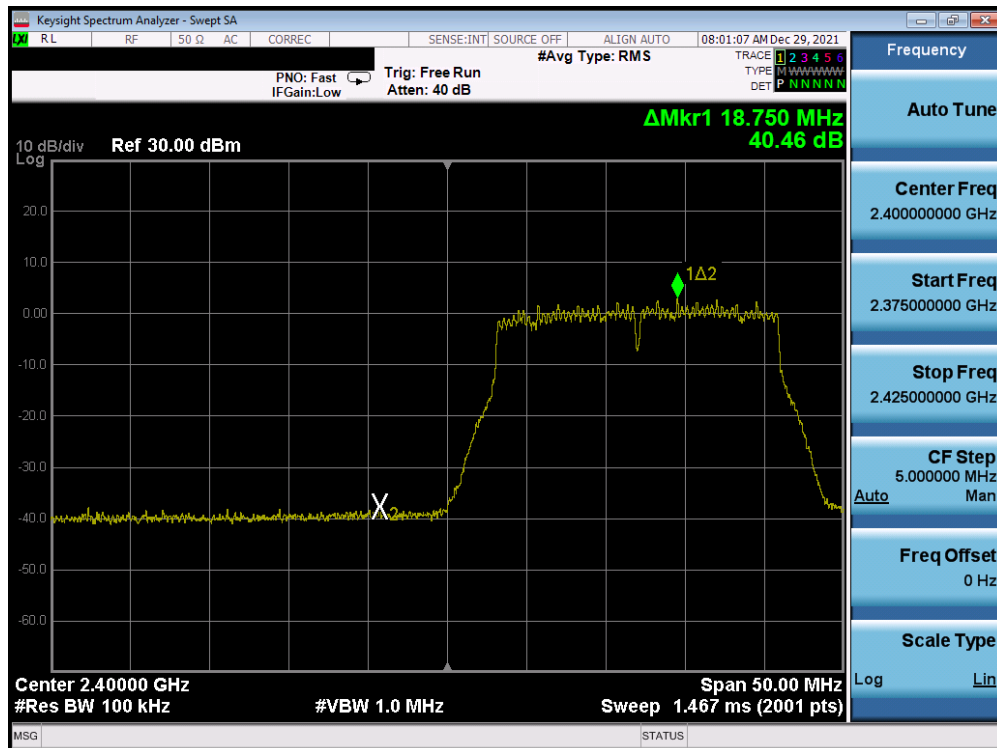 Keysight Spectrum Analyzer - Swept SA
LXI RL RF 50 Ω AC CORREC SENSE:INT SOURCE OFF ALIGN AUTO 08:01:07 AM Dec 29, 2021
#Avg Type: RMS
TRACE 1 2 3 4 5 6
PNO: Fast Trig: Free Run
TYPE M W W W W W
IFGain:Low Atten: 40 dB
DET P N N N N N
ΔMkr1 18.750 MHz
40.46 dB
10 dB/div Ref 30.00 dBm
Log
20.0
10.0
1Δ2
0.00
-10.0
-20.0
-30.0
-40.0
X2
-50.0
-60.0
Center 2.40000 GHz Span 50.00 MHz
#Res BW 100 kHz #VBW 1.0 MHz Sweep 1.467 ms (2001 pts)
MSG STATUS
Frequency
Auto Tune
Center Freq
2.400000000 GHz
Start Freq
2.375000000 GHz
Stop Freq
2.425000000 GHz
CF Step
5.000000 MHz
Auto Man
Freq Offset
0 Hz
Scale Type
Log Lin